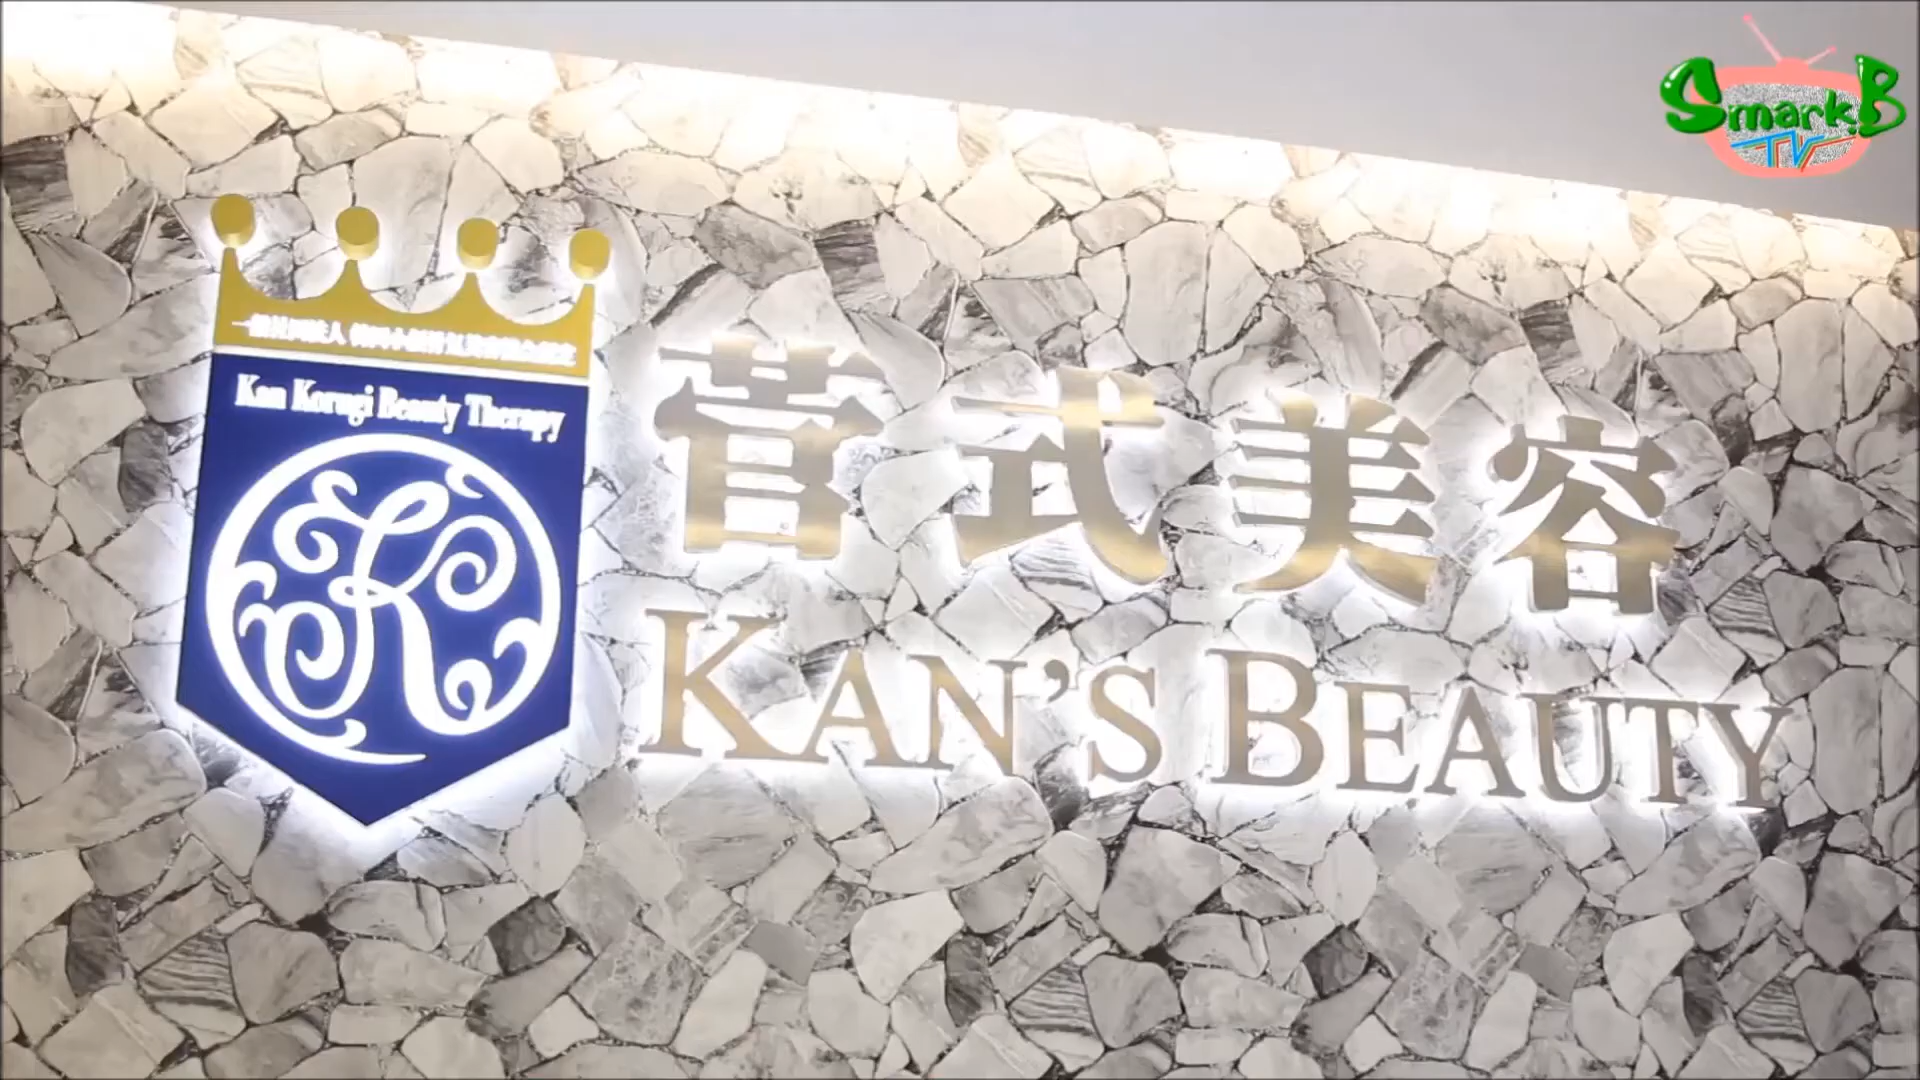 SmarkB
TV
Kan Korugi Beauty Therapy
K
菅式美容
KAN'S BEAUTY